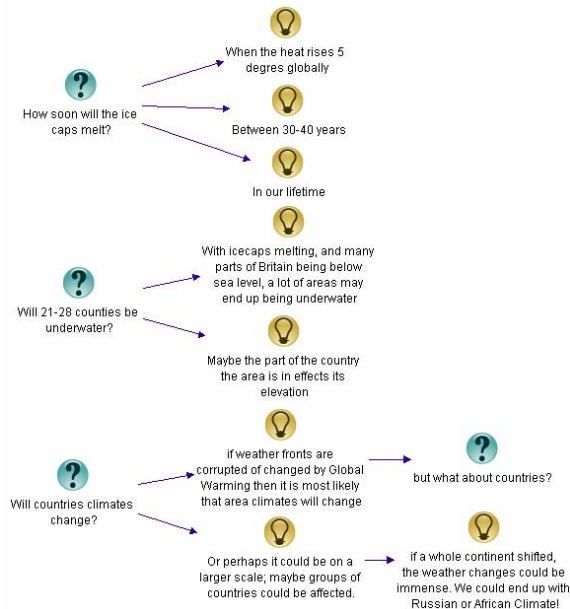 When the heat rises 5
degres globally
How soon will the ice
caps melt?
Between 30-40 years
In our lifetime
With icecaps melting, and many
parts of Britain being below
sea level, a lot of areas may
end up being underwater
Will 21-28 counties be
underwater?
Maybe the part of the country
the area is in effects its
elevation
if weather fronts are
corrupted of changed by Global
Warming then it is most likely
that area climates will change
but what about countries?
Will countries climates
change?
Or perhaps it could be on a
larger scale; maybe groups of
countries could be affected.
if a whole continent shifted,
the weather changes could be
immense. We could end up with
Russian or African Climate!